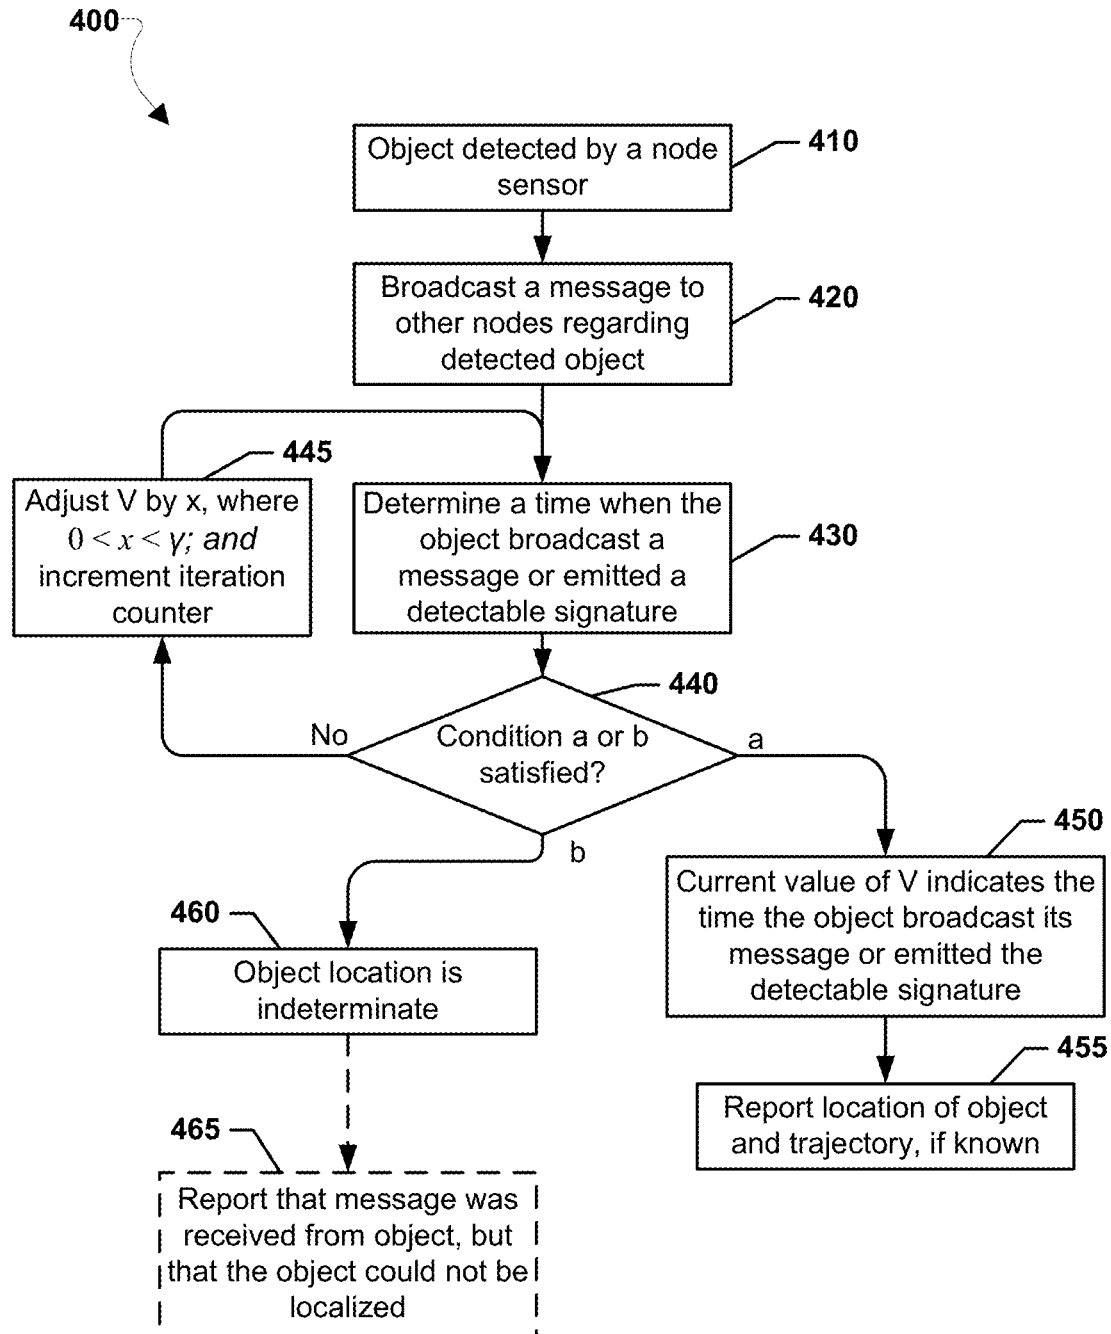 400
Object detected by a node
sensor
410
Broadcast a message to
other nodes regarding
detected object
420
445
Adjust V by x, where
0 < x < γ; and
increment iteration
counter
Determine a time when the
object broadcast a
message or emitted a
detectable signature
430
440
No
Condition a or b
satisfied?
a
b
450
Current value of V indicates the
time the object broadcast its
message or emitted the
detectable signature
460
Object location is
indeterminate
455
Report location of object
and trajectory, if known
465
Report that message was
received from object, but
that the object could not be
localized